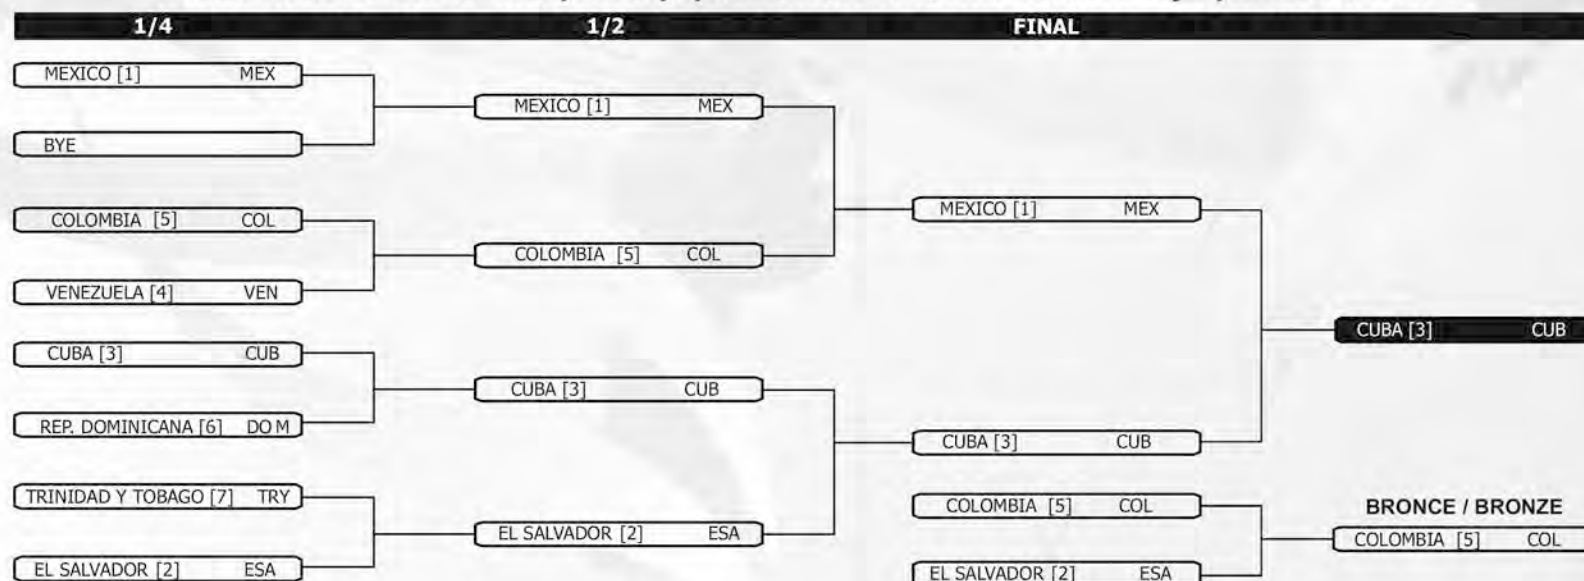 1/4 1/2 FINAL
MEXICO [1] MEX
BYE
COLOMBIA [5] COL
VENEZUELA [4] VEN
CUBA [3] CUB
REP. DOMINICANA [6] DO M
TRINIDAD Y TOBAGO [7] TRY
EL SALVADOR [2] ESA
MEXICO [1] MEX
COLOMBIA [5] COL
CUBA [3] CUB
EL SALVADOR [2] ESA
MEXICO [1] MEX
CUBA [3] CUB
COLOMBIA [5] COL
EL SALVADOR [2] ESA
CUBA [3] CUB
BRONCE / BRONZE
COLOMBIA [5] COL